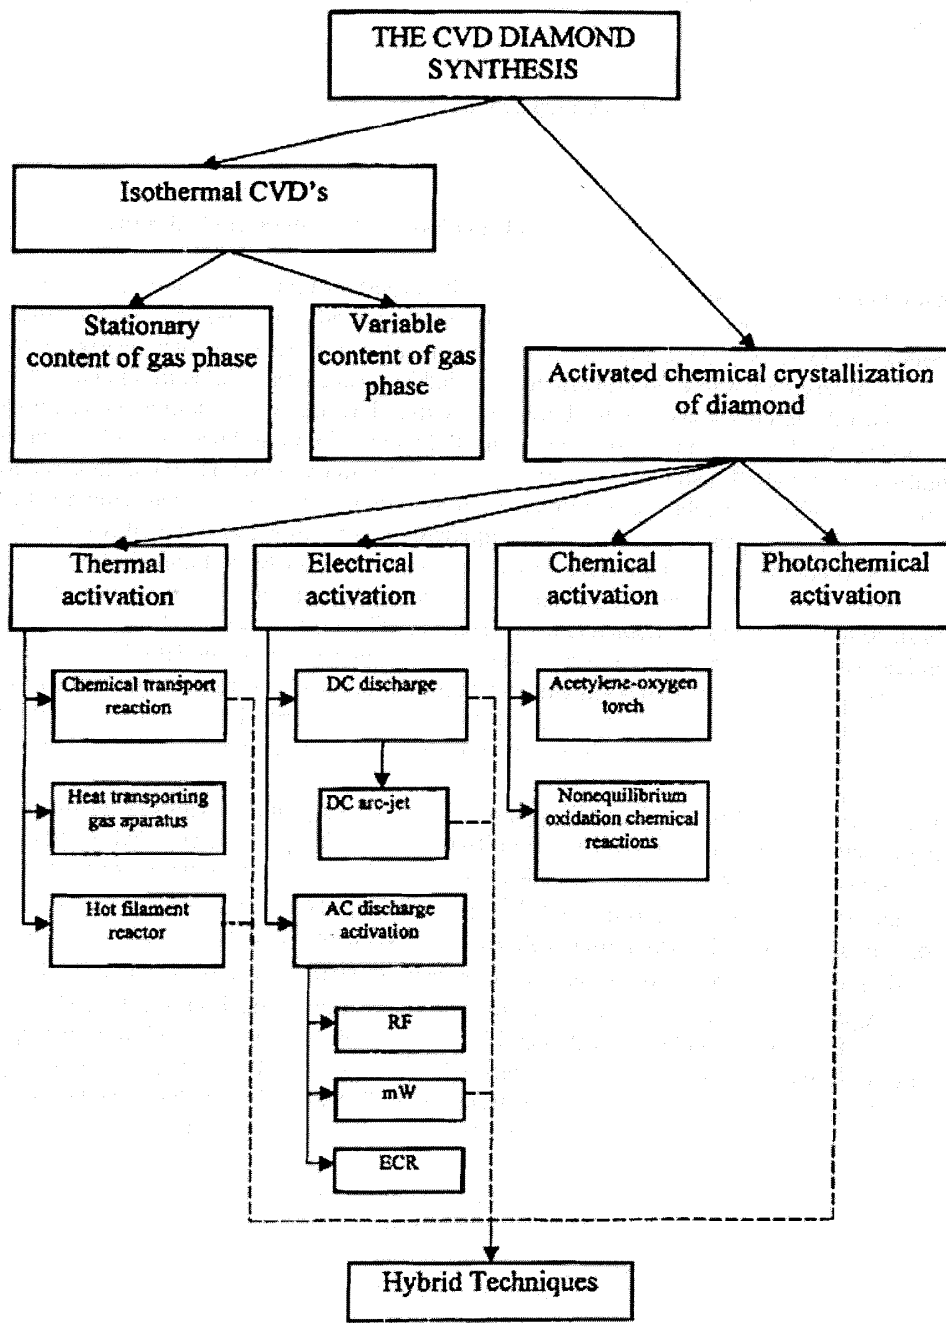 THE CVD DIAMOND
SYNTHESIS
Isothermal CVD's
Stationary
content of gas phase
Variable
content of gas
phase
Activated chemical crystallization
of diamond
Thermal
activation
Electrical
activation
Chemical
activation
Photochemical
activation
Chemical transport
reaction
Heat transporting
gas aparatus
Hot filament
reactor
DC discharge
DC arc-jet
AC discharge
activation
RF
mW
ECR
Acetylene-oxygen
torch
Nonequilibrium
oxidation chemical
reactions
Hybrid Techniques